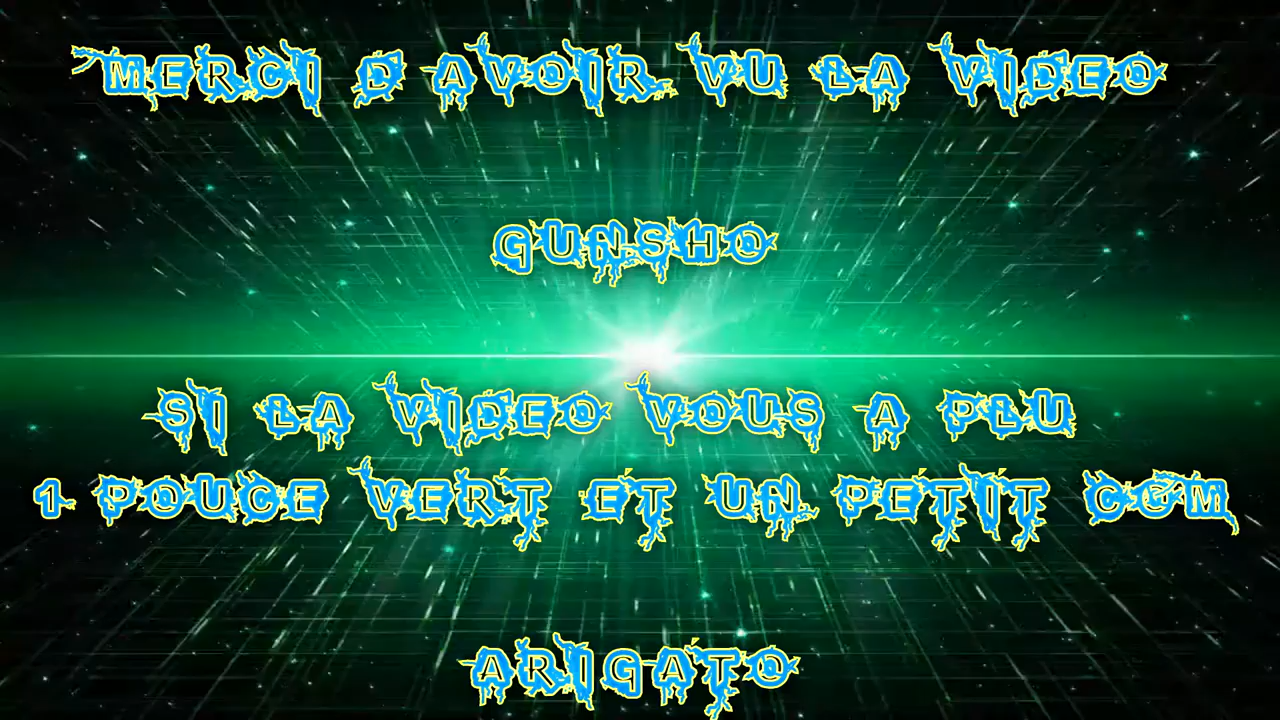 MERCI D AVOIR VU LA VIDEO
GUNSHO
SI LA VIDEO VOUS A PLU
1 POUCE VERT ET UN PETIT COM
ARIGATO